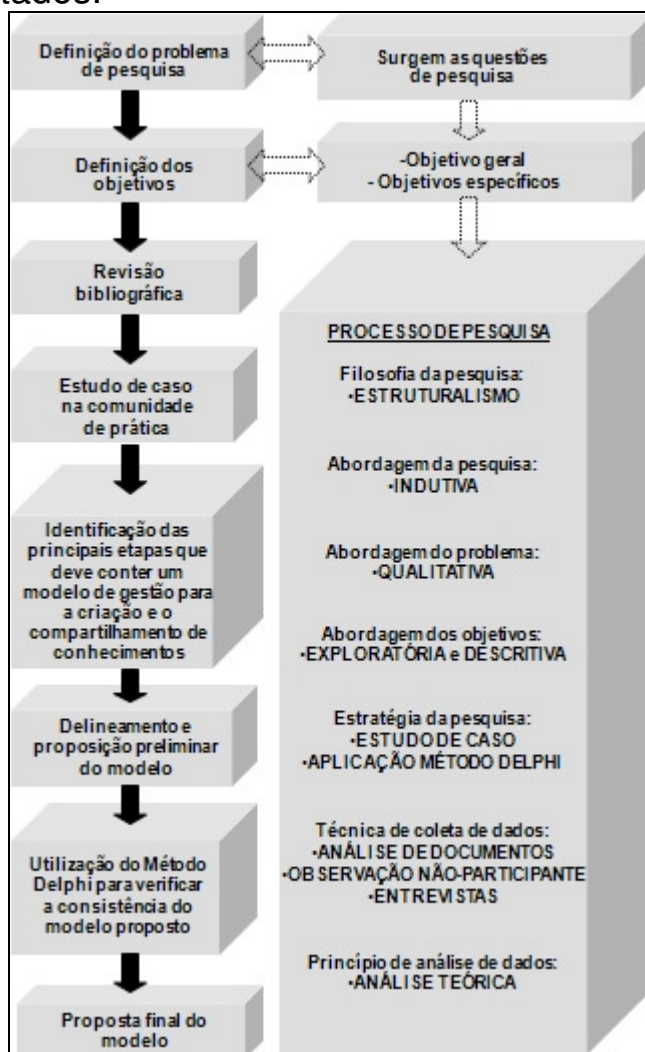 tados.
Definição do problema
de pesquisa
Surgem as questões
de pesquisa
Definição dos
objetivos
-Objetivo geral
- Objetivos específicos
Revisão
bibliográfica
Estudo de caso
na comunidade
de prática
Identificação das
principais etapas que
deve conter um
modelo de gestão para
a criação e o
compartilhamento de
conhecimentos
Delineamento e
proposição preliminar
do modelo
Utilização do Método
Delphi para verificar
a consistência do
modelo proposto
Proposta final do
modelo
PROCESSO DE PESQUISA
Filosofia da pesquisa:
•ESTRUTURALISMO
Abordagem da pesquisa:
•INDUTIVA
Abordagem do problema:
•QUALITATIVA
Abordagem dos objetivos:
•EXPLORATÓRIA e DESCRITIVA
Estratégia da pesquisa:
•ESTUDO DE CASO
•APLICAÇÃO MÉTODO DELPHI
Técnica de coleta de dados:
•ANÁLISE DE DOCUMENTOS
•OBSERVAÇÃO NÃO-PARTICIPANTE
•ENTREVISTAS
Princípio de análise de dados:
•ANÁLISE TEÓRICA